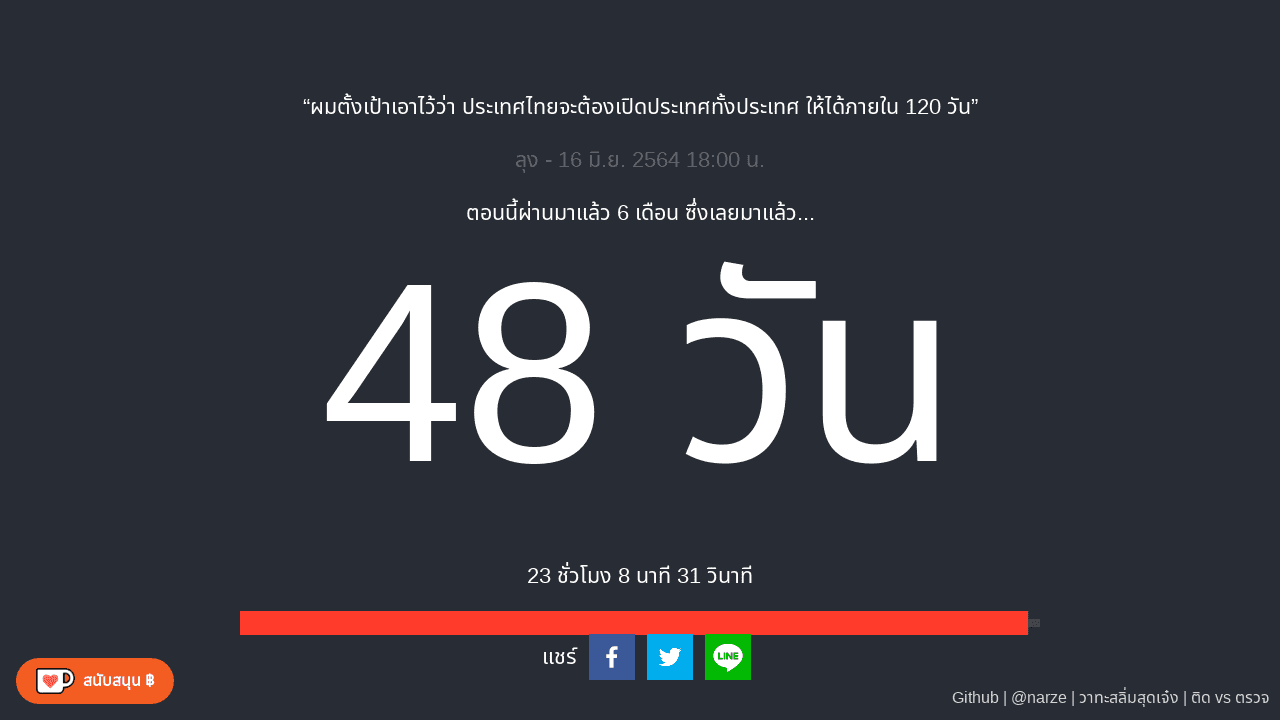 “ผมตั้งเป้าเอาไว้ว่า ประเทศไทยจะต้องเปิดประเทศทั้งประเทศ ให้ได้ภายใน 120 วัน”
ลุง - 16 มิ.ย. 2564 18:00 น.
ตอนนี้ผ่านมาแล้ว 6 เดือน ซึ่งเลยมาแล้ว...
48 วัน
23 ชั่วโมง 8 นาที 31 วินาที
แชร์
LINE
สนับสนุน ฿
Github | @narze | วาทะสลิ่มสุดเจ๋ง | ติด vs ตรวจ